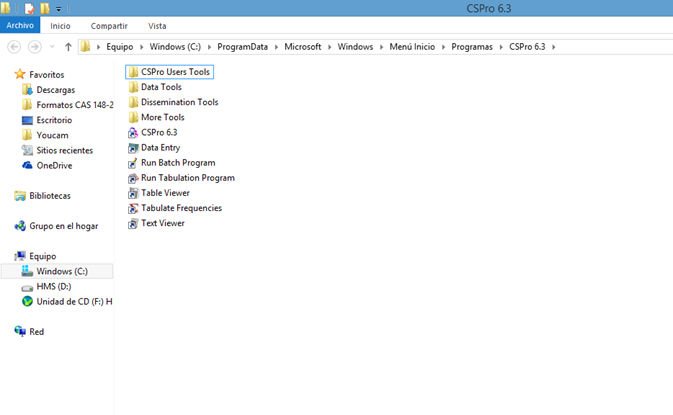 CSPro 6.3
Archivo Inicio Compartir Vista
Equipo Windows (C:) ProgramData Microsoft Windows Menú Inicio Programas CSPro 6.3
Favoritos
Descargas
Formatos CAS 148-2
Escritorio
Youcam
Sitios recientes
OneDrive
Bibliotecas
Grupo en el hogar
Equipo
Windows (C:)
HMS (D:)
Unidad de CD (F:) H
Red
CSPro Users Tools
Data Tools
Dissemination Tools
More Tools
CSPro 6.3
Data Entry
Run Batch Program
Run Tabulation Program
Table Viewer
Tabulate Frequencies
Text Viewer